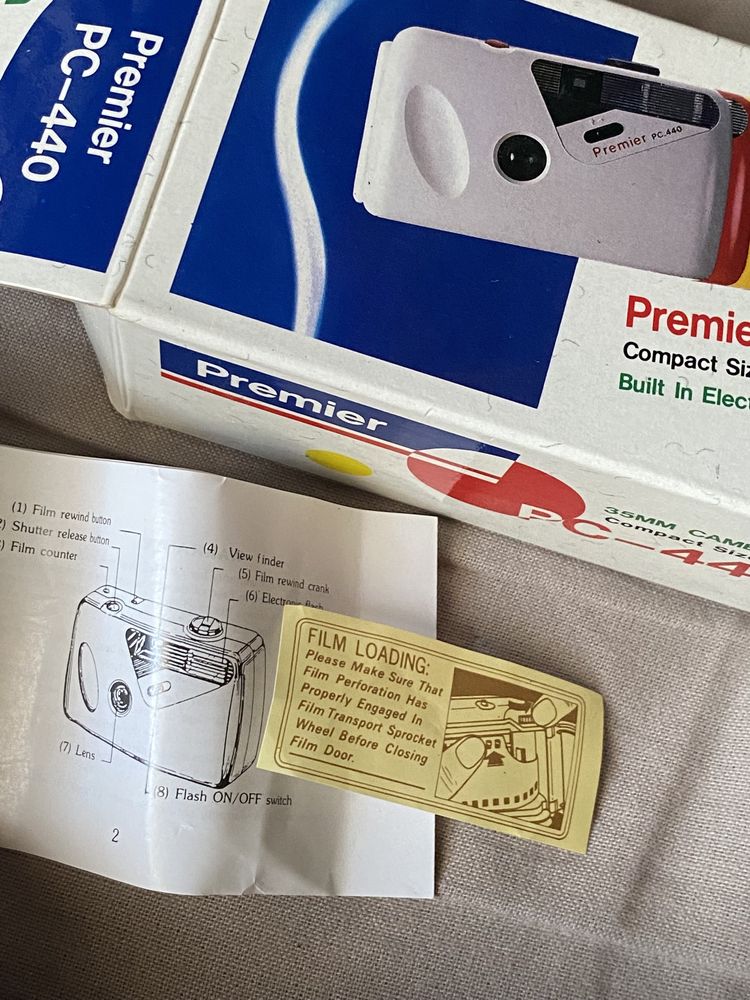 Premier
PC-440
Premier PC.440
Premie
Compact Siz
Built In Elect
Premier
PC-44
35MM CAME
Compact Size
(1) Film rewind button
) Shutter release button
) Film counter
(4) View finder
(5) Film rewind crank
(6) Electronic flash
(7) Lens
(8) Flash ON/OFF switch
2
FILM LOADING:
Please Make Sure That
Film Perforation Has
Properly Engaged In
Film Transport Sprocket
Wheel Before Closing
Film Door.